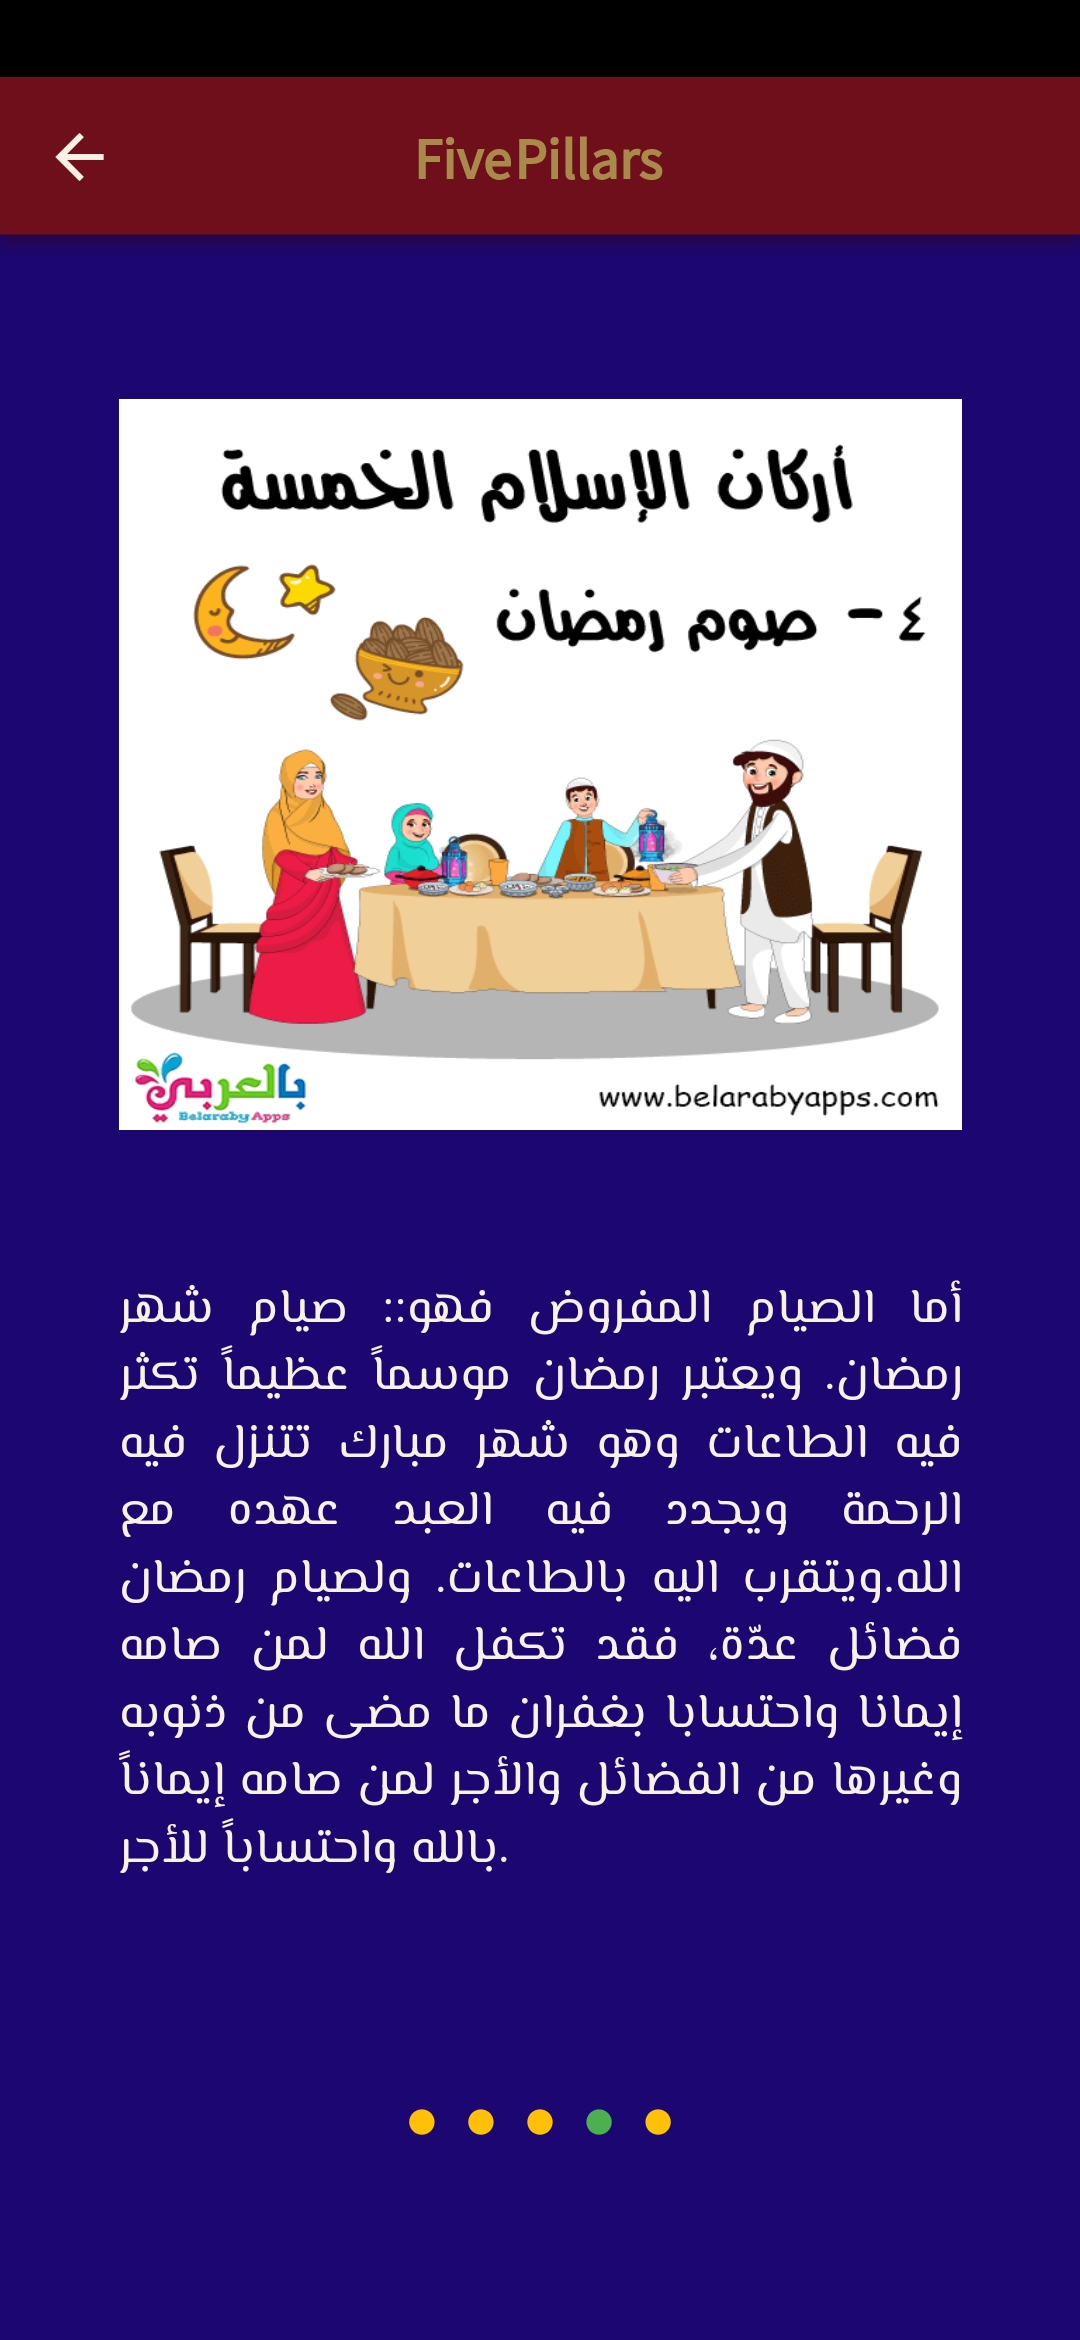 FivePillars
أركان الإسلام الخمسة
٤ - صوم رمضان
بالعربي
Belaraby Apps
www.belarabyapps.com
أما الصيام المفروض فهو:: صيام شهر
رمضان. ويعتبر رمضان موسماً عظيماً تكثر
فيه الطاعات وهو شهر مبارك تتنزل فيه
الرحمة ويجدد فيه العبد عهده مع
الله.ويتقرب اليه بالطاعات. ولصيام رمضان
فضائل عدّة، فقد تكفل الله لمن صامه
إيمانا واحتسابا بغفران ما مضى من ذنوبه
وغيرها من الفضائل والأجر لمن صامه إيماناً
بالله واحتساباً للأجر.